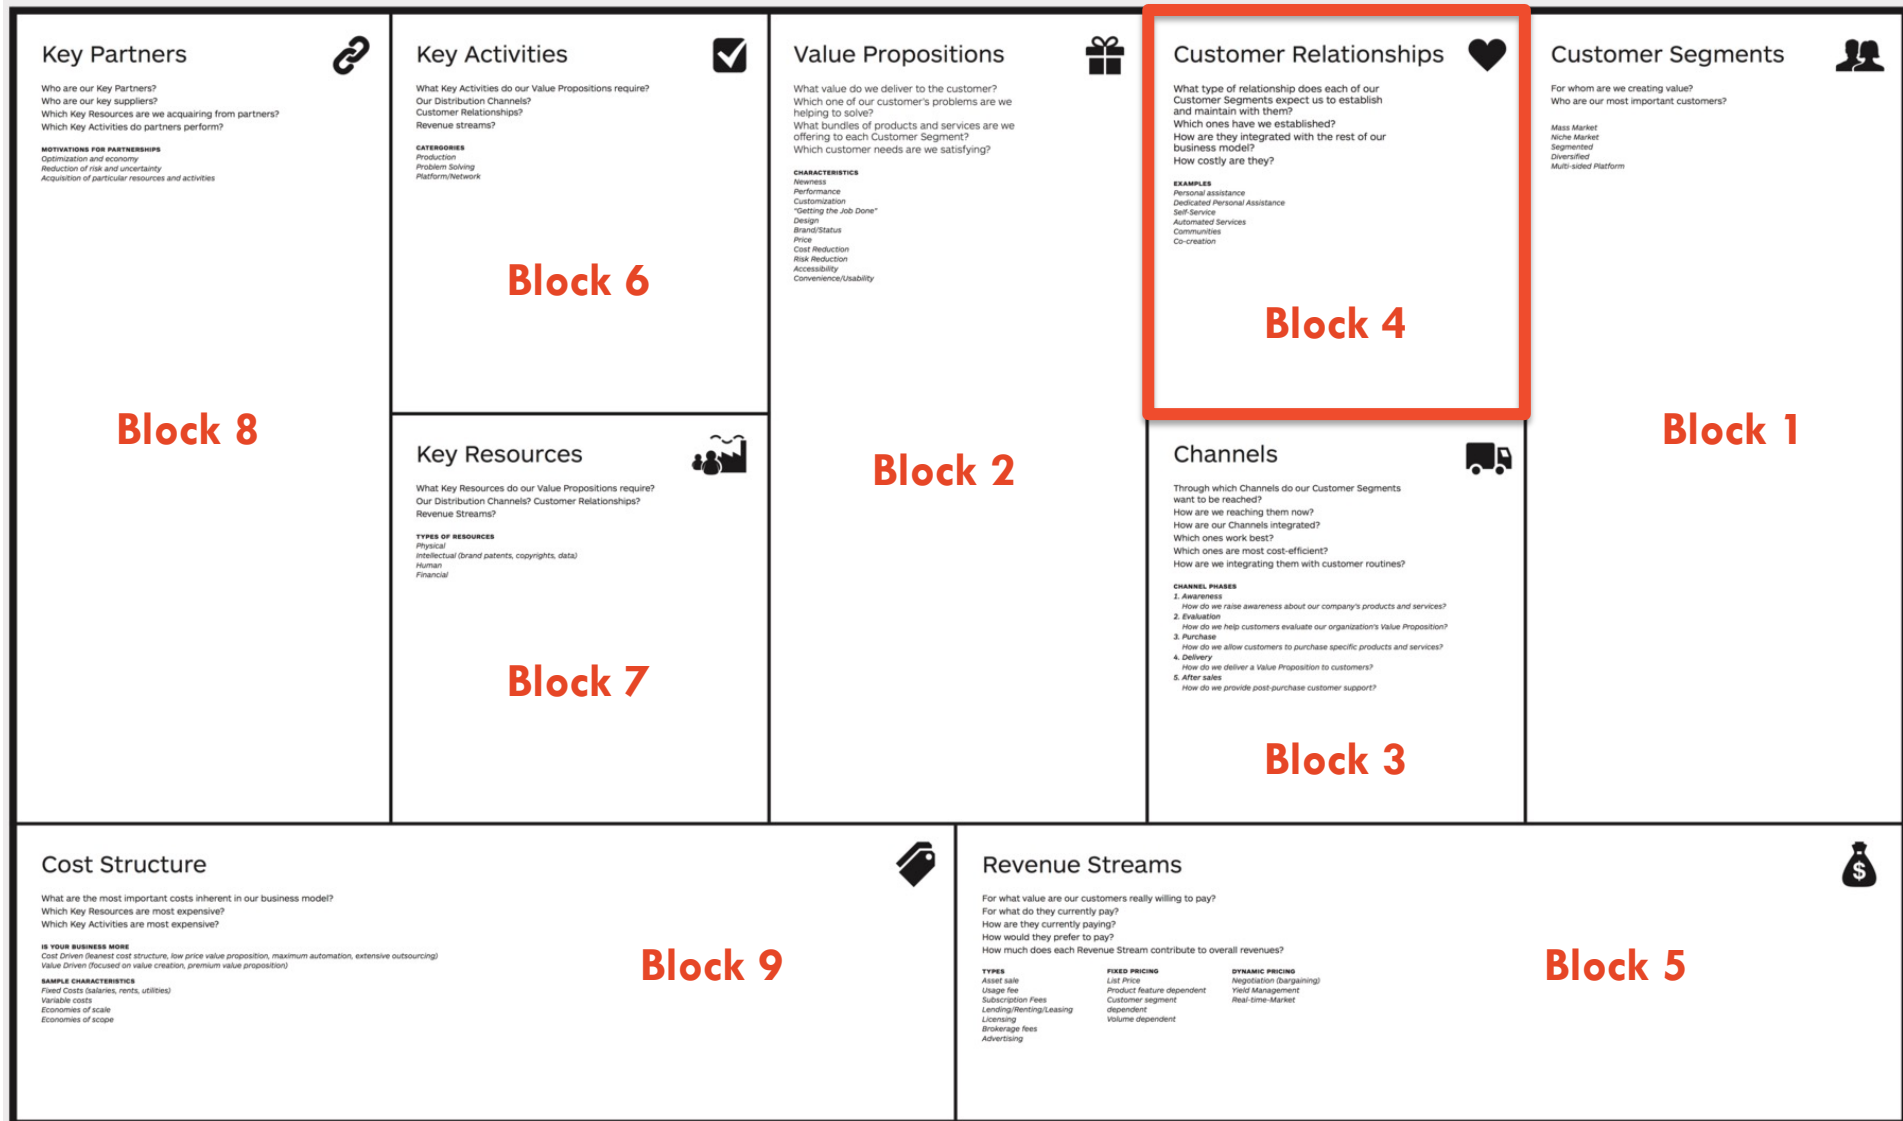 Key Partners
Who are our Key Partners?
Who are our key suppliers?
Which Key Resources are we acquairing from partners?
Which Key Activities do partners perform?
MOTIVATIONS FOR PARTNERSHIPS
Optimization and economy
Reduction of risk and uncertainty
Acquisition of particular resources and activities
Block 8
Key Activities
What Key Activities do our Value Propositions require?
Our Distribution Channels?
Customer Relationships?
Revenue streams?
CATERGORIES
Production
Problem Solving
Platform/Network
Block 6
Key Resources
What Key Resources do our Value Propositions require?
Our Distribution Channels? Customer Relationships?
Revenue Streams?
TYPES OF RESOURCES
Physical
Intellectual (brand patents, copyrights, data)
Human
Financial
Block 7
Value Propositions
What value do we deliver to the customer?
Which one of our customer's problems are we
helping to solve?
What bundles of products and services are we
offering to each Customer Segment?
Which customer needs are we satisfying?
CHARACTERISTICS
Newness
Performance
Customization
"Getting the Job Done"
Design
Brand/Status
Price
Cost Reduction
Risk Reduction
Accessibility
Convenience/Usability
Block 2
Customer Relationships
What type of relationship does each of our
Customer Segments expect us to establish
and maintain with them?
Which ones have we established?
How are they integrated with the rest of our
business model?
How costly are they?
EXAMPLES
Personal assistance
Dedicated Personal Assistance
Self-Service
Automated Services
Communities
Co-creation
Block 4
Channels
Through which Channels do our Customer Segments
want to be reached?
How are we reaching them now?
How are our Channels integrated?
Which ones work best?
Which ones are most cost-efficient?
How are we integrating them with customer routines?
CHANNEL PHASES
1. Awareness
How do we raise awareness about our company's products and services?
2. Evaluation
How do we help customers evaluate our organization's Value Proposition?
3. Purchase
How do we allow customers to purchase specific products and services?
4. Delivery
How do we deliver a Value Proposition to customers?
5. After sales
How do we provide post-purchase customer support?
Block 3
Customer Segments
For whom are we creating value?
Who are our most important customers?
Mass Market
Niche Market
Segmented
Diversified
Multi-sided Platform
Block 1
Cost Structure
What are the most important costs inherent in our business model?
Which Key Resources are most expensive?
Which Key Activities are most expensive?
IS YOUR BUSINESS MORE
Cost Driven (leanest cost structure, low price value proposition, maximum automation, extensive outsourcing)
Value Driven (focused on value creation, premium value proposition)
SAMPLE CHARACTERISTICS
Fixed Costs (salaries, rents, utilities)
Variable costs
Economies of scale
Economies of scope
Block 9
Revenue Streams
For what value are our customers really willing to pay?
For what do they currently pay?
How are they currently paying?
How would they prefer to pay?
How much does each Revenue Stream contribute to overall revenues?
TYPES
Asset sale
Usage fee
Subscription Fees
Lending/Renting/Leasing
Licensing
Brokerage fees
Advertising
FIXED PRICING
List Price
Product feature dependent
Customer segment
dependent
Volume dependent
DYNAMIC PRICING
Negotiation (bargaining)
Yield Management
Real-time-Market
$
Block 5